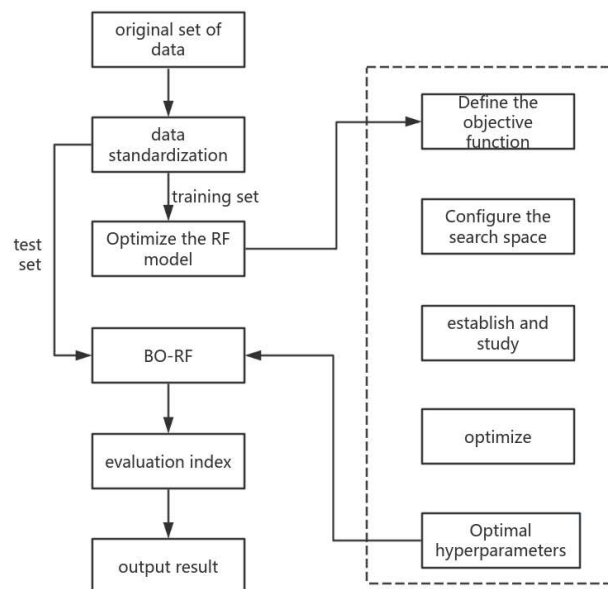 original set of
data
data
standardization
training set
test
set
Optimize the RF
model
BO-RF
evaluation index
output result
Define the
objective
function
Configure the
search space
establish and
study
optimize
Optimal
hyperparameters